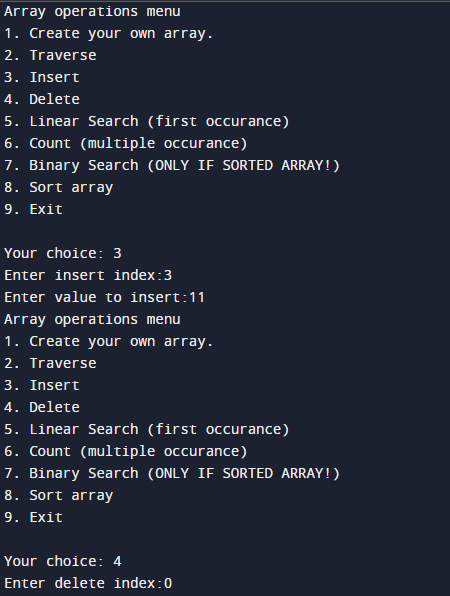 Array operations menu
1. Create your own array.
2. Traverse
3. Insert
4. Delete
5. Linear Search (first occurance)
6. Count (multiple occurance)
7. Binary Search (ONLY IF SORTED ARRAY!)
8. Sort array
9. Exit
Your choice: 3
Enter insert index:3
Enter value to insert:11
Array operations menu
1. Create your own array.
2. Traverse
3. Insert
4. Delete
5. Linear Search (first occurance)
6. Count (multiple occurance)
7. Binary Search (ONLY IF SORTED ARRAY!)
8. Sort array
9. Exit
Your choice: 4
Enter delete index:0